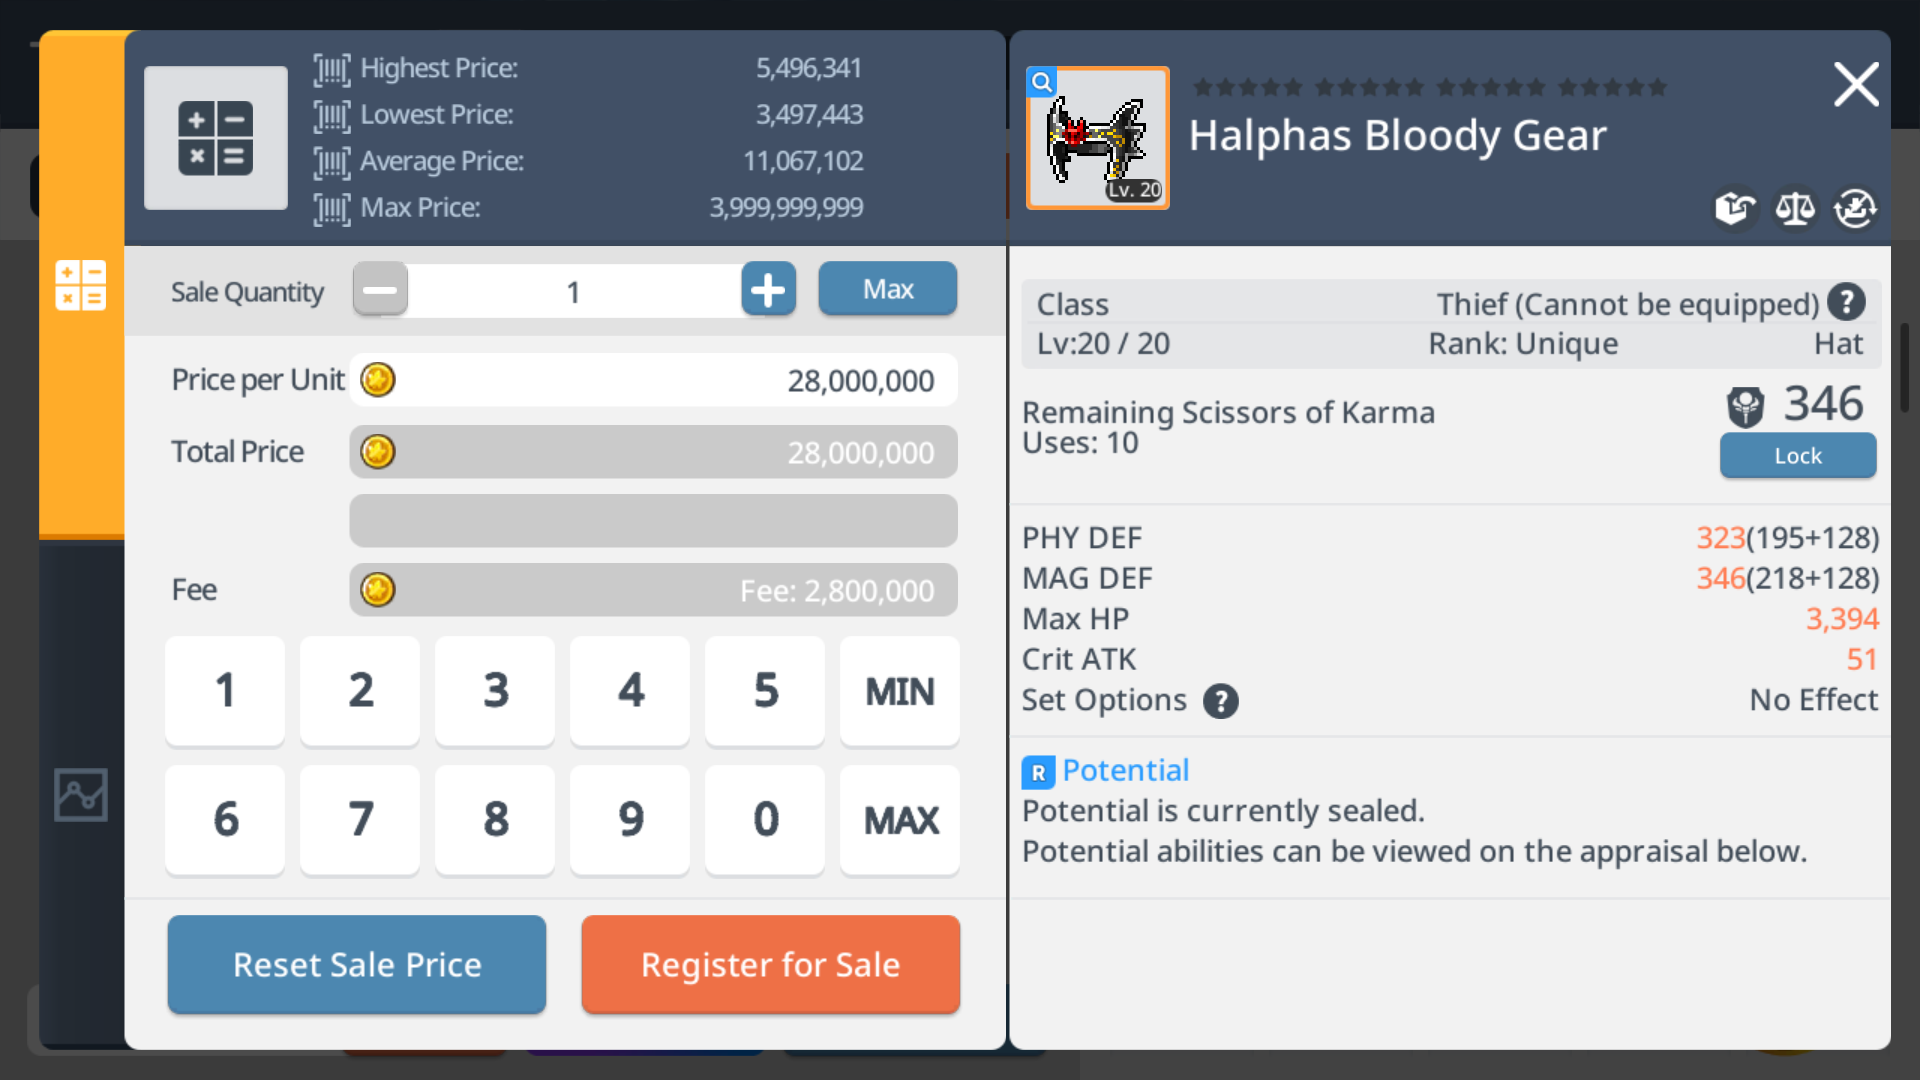 Highest Price: 5,496,341
Lowest Price: 3,497,443
Average Price: 11,067,102
Max Price: 3,999,999,999
Sale Quantity 1 Max
Price per Unit 28,000,000
Total Price 28,000,000
Fee Fee: 2,800,000
1 2 3 4 5 MIN
6 7 8 9 0 MAX
Reset Sale Price Register for Sale
Lv. 20
Halphas Bloody Gear
Class Thief (Cannot be equipped) ?
Lv:20 / 20 Rank: Unique Hat
Remaining Scissors of Karma
Uses: 10
346
Lock
PHY DEF 323(195+128)
MAG DEF 346(218+128)
Max HP 3,394
Crit ATK 51
Set Options ? No Effect
R Potential
Potential is currently sealed.
Potential abilities can be viewed on the appraisal below.